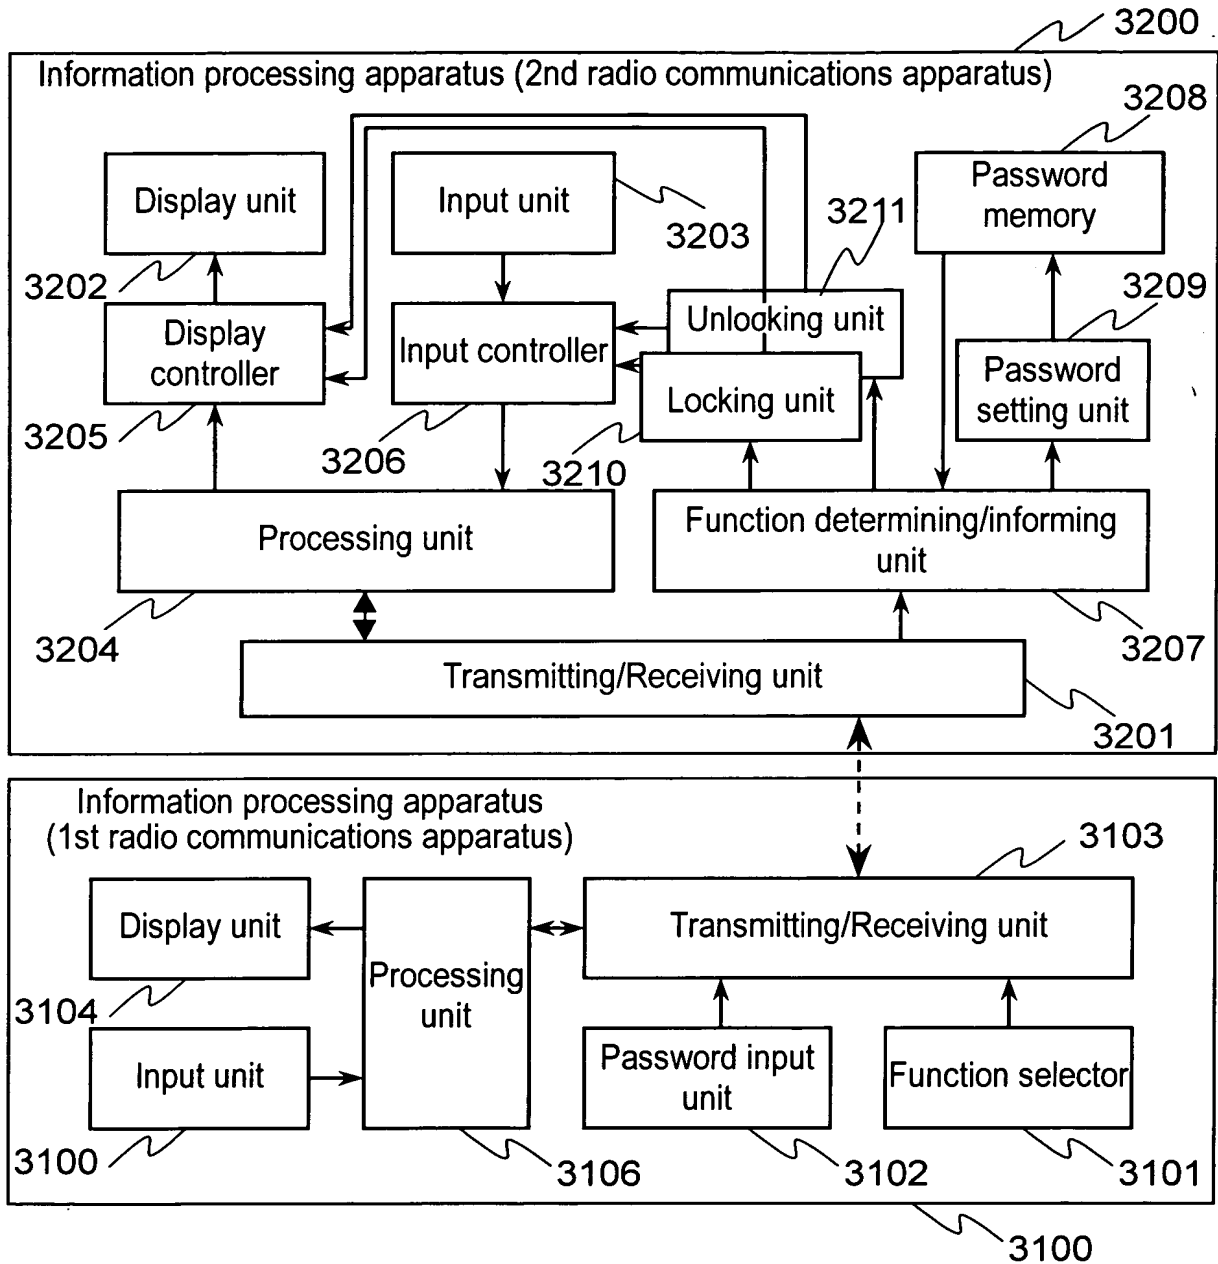 3200
Information processing apparatus (2nd radio communications apparatus)
3208
Display unit
Input unit
Password
memory
3211
3203
3202
3209
Display
controller
Input controller
Unlocking unit
Locking unit
Password
setting unit
3205
3206
3210
Processing unit
Function determining/informing
unit
3204
3207
Transmitting/Receiving unit
3201
Information processing apparatus
(1st radio communications apparatus)
3103
Display unit
Processing
unit
Transmitting/Receiving unit
3104
Input unit
Password input
unit
Function selector
3100
3106
3102
3101
3100